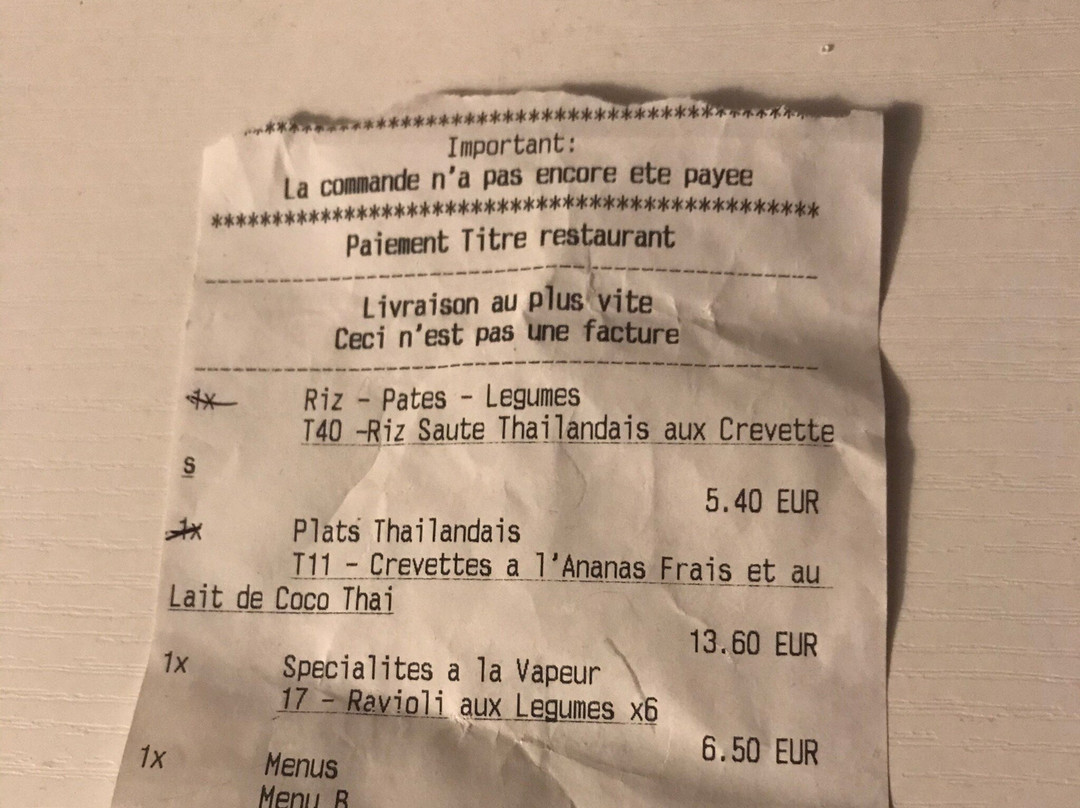 *****************************************
Important:
La commande n'a pas encore ete payee
*******************************************
Paiement Titre restaurant
------------------------------------------
Livraison au plus vite
Ceci n'est pas une facture
------------------------------------------
1x Riz - Pates - Legumes
T40 -Riz Saute Thailandais aux Crevette
s
5.40 EUR
1x Plats Thailandais
T11 - Crevettes a l'Ananas Frais et au
Lait de Coco Thai
13.60 EUR
1x Specialites a la Vapeur
17 - Ravioli aux Legumes x6
6.50 EUR
1x Menus
Menu B